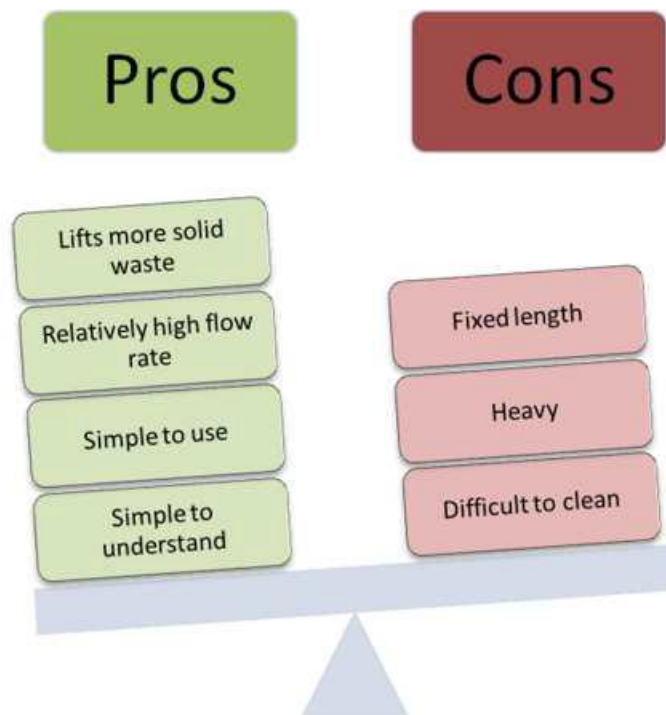 Pros
Cons
Lifts more solid
waste
Relatively high flow
rate
Simple to use
Simple to
understand
Fixed length
Heavy
Difficult to clean